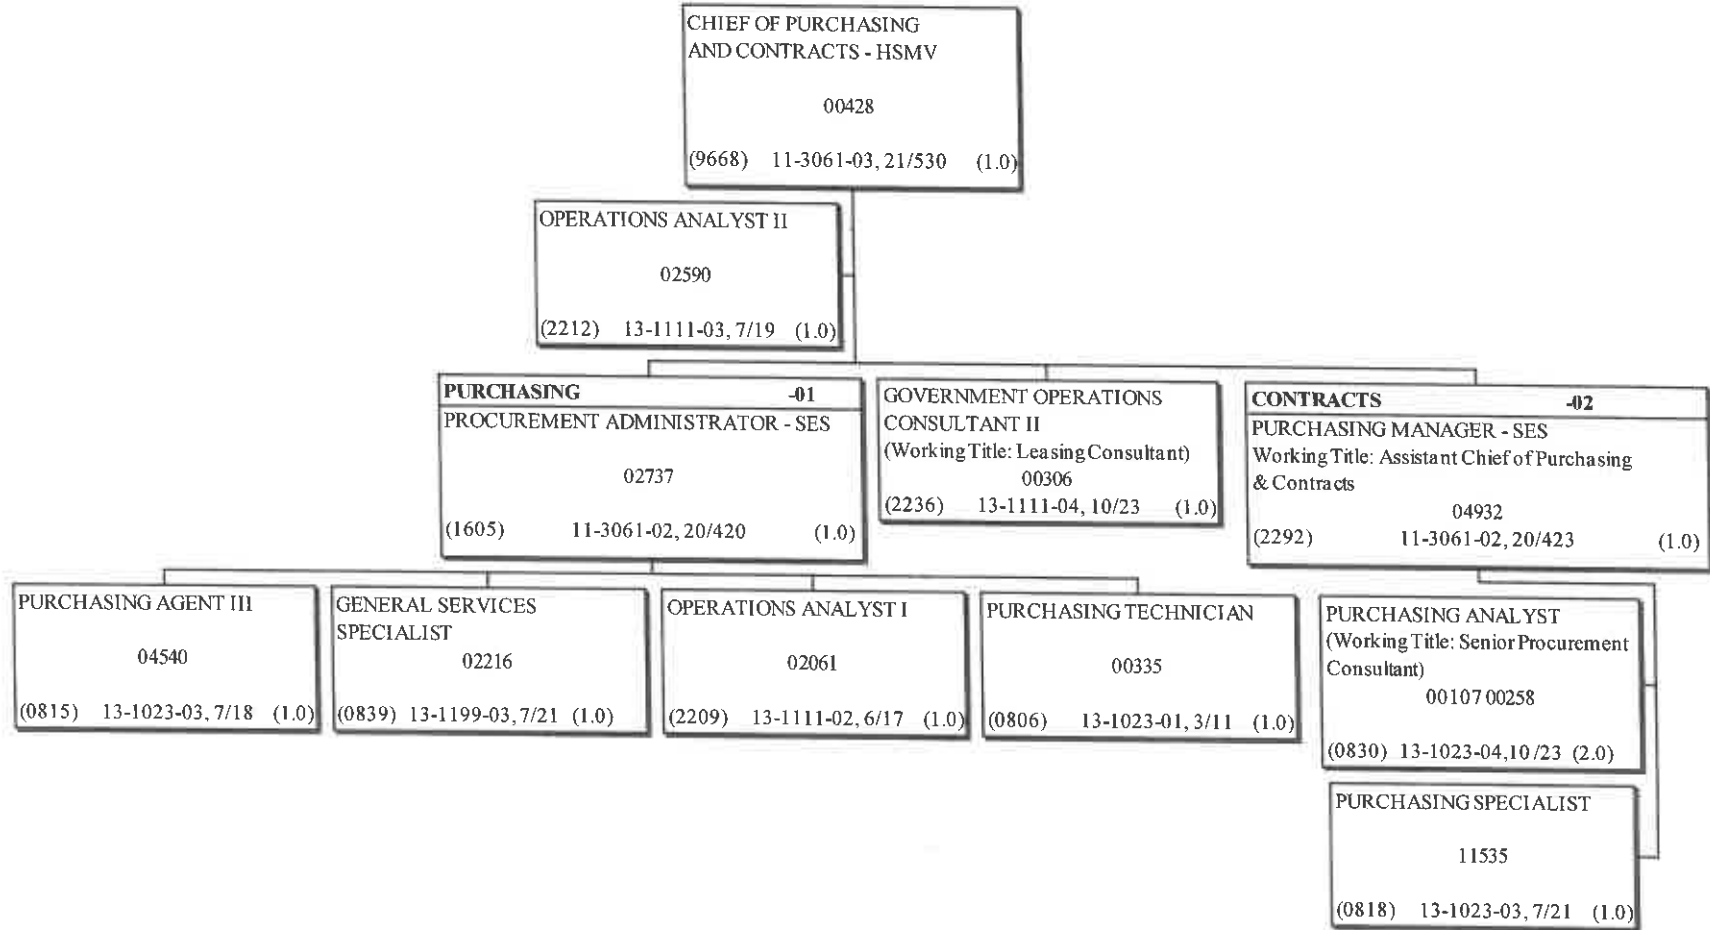 CHIEF OF PURCHASING
AND CONTRACTS - HSMV
00428
(9668) 11-3061-03, 21/530 (1.0)
OPERATIONS ANALYST II
02590
(2212) 13-1111-03, 7/19 (1.0)
PURCHASING -01
PROCUREMENT ADMINISTRATOR - SES
02737
(1605) 11-3061-02, 20/420 (1.0)
GOVERNMENT OPERATIONS
CONSULTANT II
(Working Title: Leasing Consultant)
00306
(2236) 13-1111-04, 10/23 (1.0)
CONTRACTS -02
PURCHASING MANAGER - SES
Working Title: Assistant Chief of Purchasing
& Contracts
04932
(2292) 11-3061-02, 20/423 (1.0)
PURCHASING AGENT III
04540
(0815) 13-1023-03, 7/18 (1.0)
GENERAL SERVICES
SPECIALIST
02216
(0839) 13-1199-03, 7/21 (1.0)
OPERATIONS ANALYST I
02061
(2209) 13-1111-02, 6/17 (1.0)
PURCHASING TECHNICIAN
00335
(0806) 13-1023-01, 3/11 (1.0)
PURCHASING ANALYST
(Working Title: Senior Procurement
Consultant)
00107 00258
(0830) 13-1023-04, 10/23 (2.0)
PURCHASING SPECIALIST
11535
(0818) 13-1023-03, 7/21 (1.0)